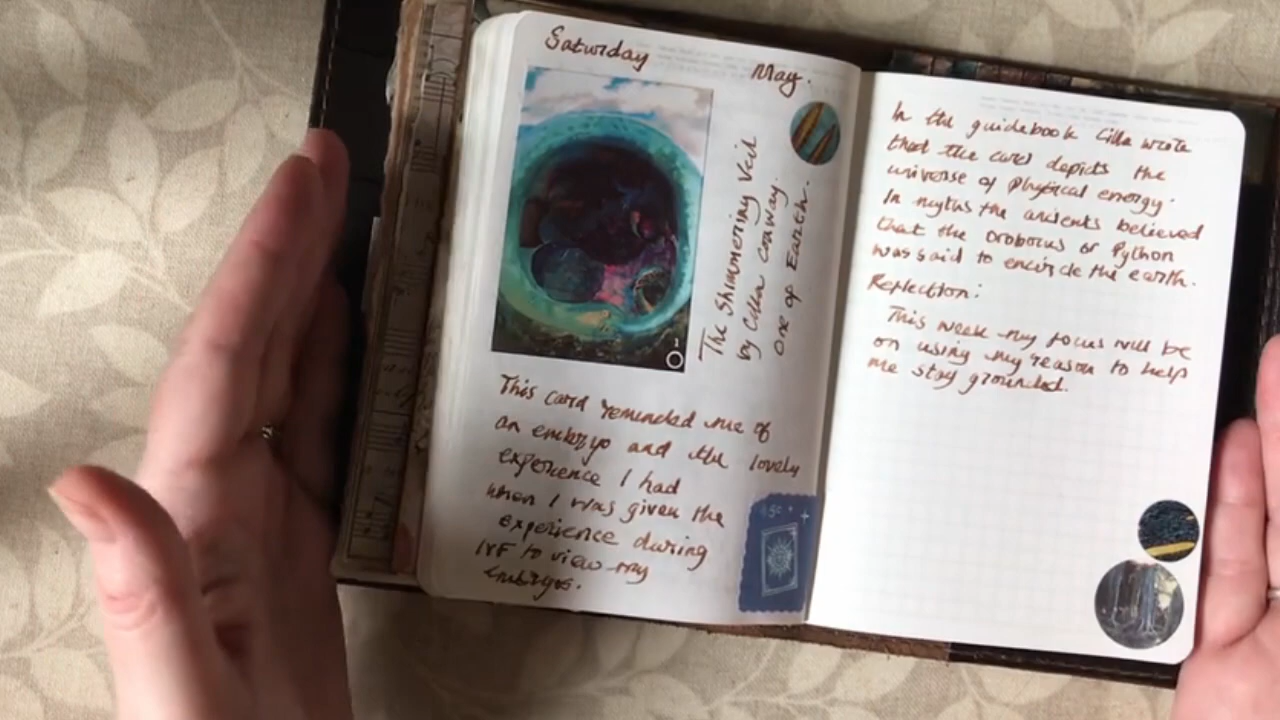 Saturday May.
The Shimmering Veil
by Cilla Conway.
One of Earth.
1
This card reminded me of
an embryo and the lovely
experience I had
when I was given the
experience during
IVF to view my
embryos.
In the guidebook Cilla wrote
that the card depicts the
universe of physical energy.
In myths the ancients believed
that the Oroborus or Python
was said to encircle the earth.
Reflection:
This week my focus will be
on using my reason to help
me stay grounded.